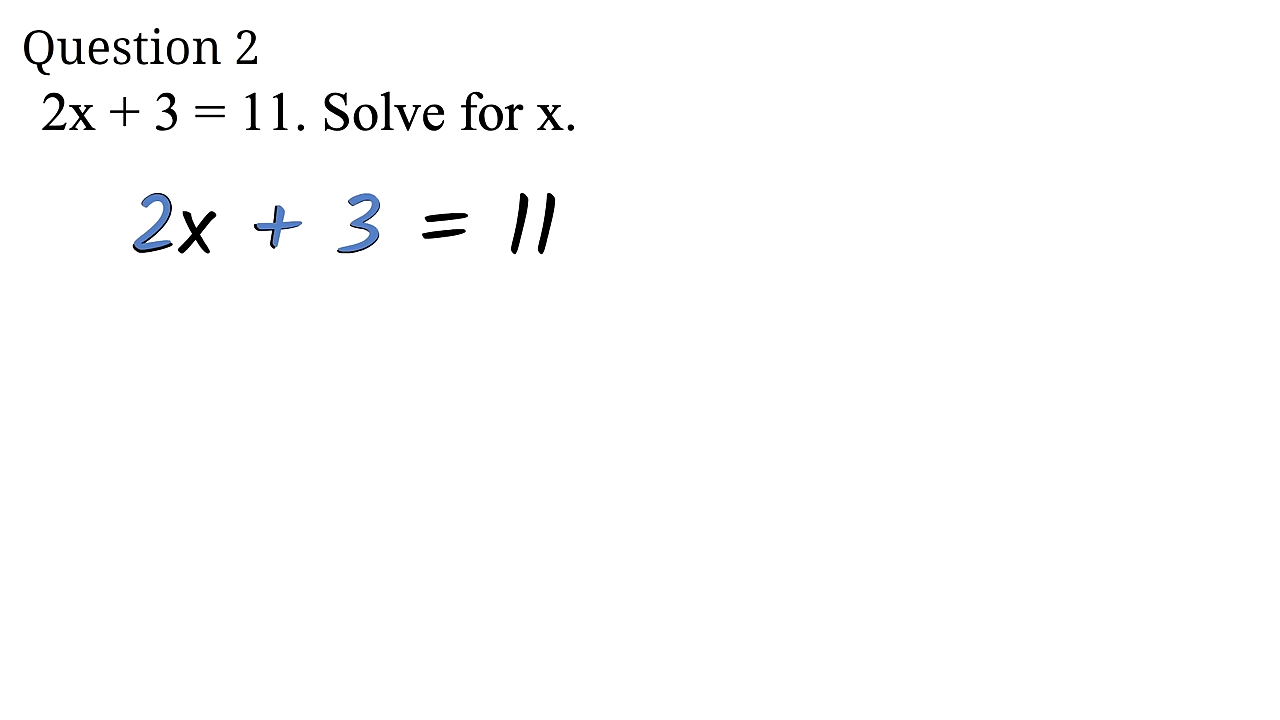 Question 2
2x + 3 = 11. Solve for x.
2x + 3 = 11